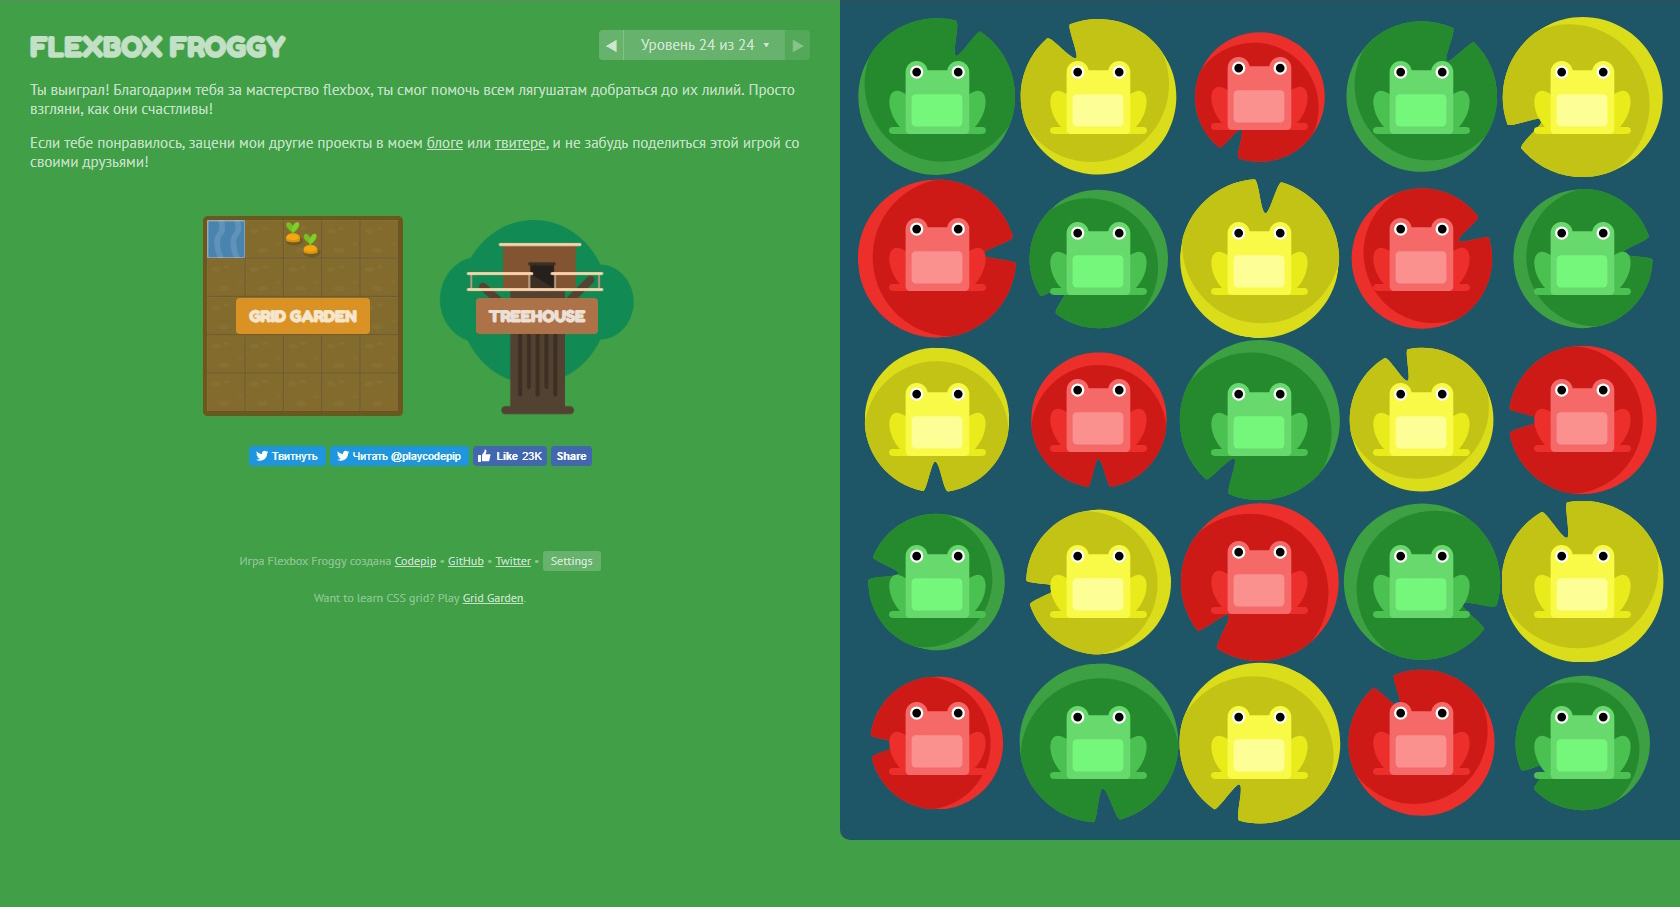 FLEXBOX FROGGY
◀ Уровень 24 из 24 ▾ ▶
Ты выиграл! Благодарим тебя за мастерство flexbox, ты смог помочь всем лягушатам добраться до их лилий. Просто
взгляни, как они счастливы!
Если тебе понравилось, зацени мои другие проекты в моем блоге или твитере, и не забудь поделиться этой игрой со
своими друзьями!
GRID GARDEN
TREEHOUSE
Твитнуть
Читать @playcodepip
Like 23K
Share
Игра Flexbox Froggy создана Codepip • GitHub • Twitter • Settings
Want to learn CSS grid? Play Grid Garden.